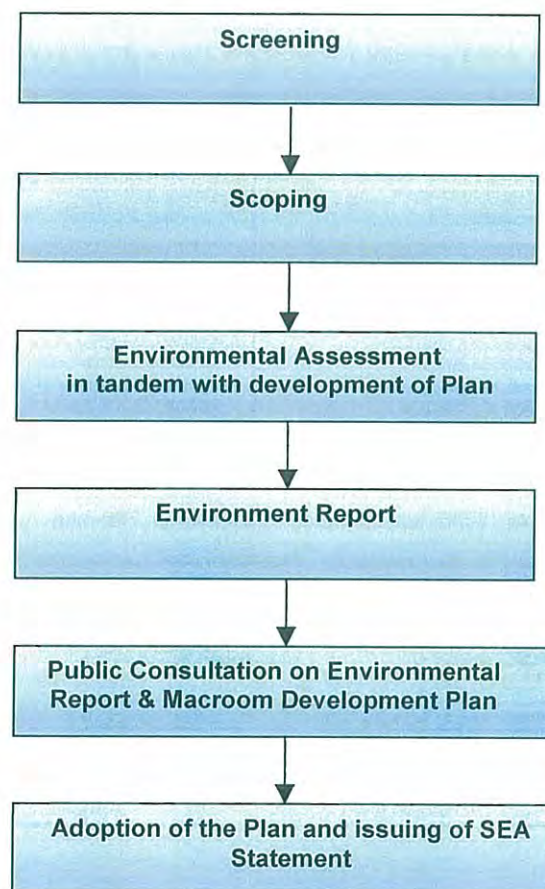 Screening
Scoping
Environmental Assessment
in tandem with development of Plan
Environment Report
Public Consultation on Environmental
Report & Macroom Development Plan
Adoption of the Plan and issuing of SEA
Statement